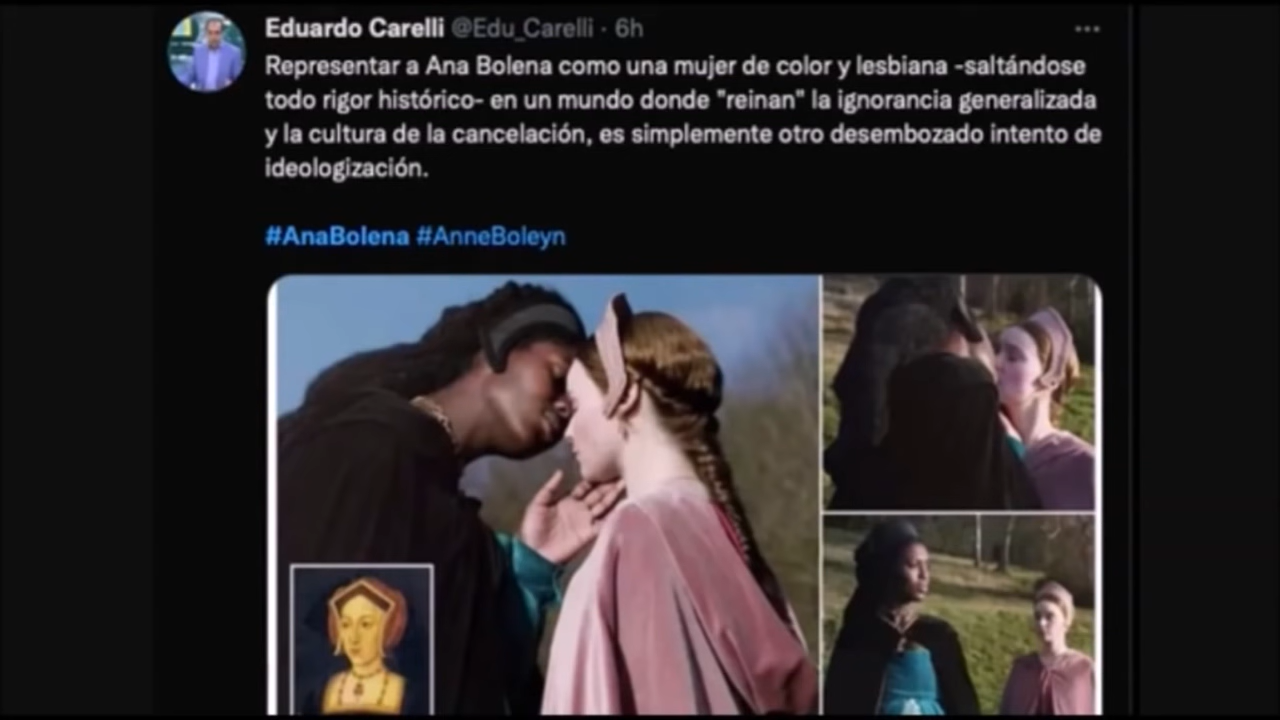 Eduardo Carelli @Edu_Carelli · 6h
Representar a Ana Bolena como una mujer de color y lesbiana -saltándose
todo rigor histórico- en un mundo donde "reinan" la ignorancia generalizada
y la cultura de la cancelación, es simplemente otro desembozado intento de
ideologización.
#AnaBolena #AnneBoleyn